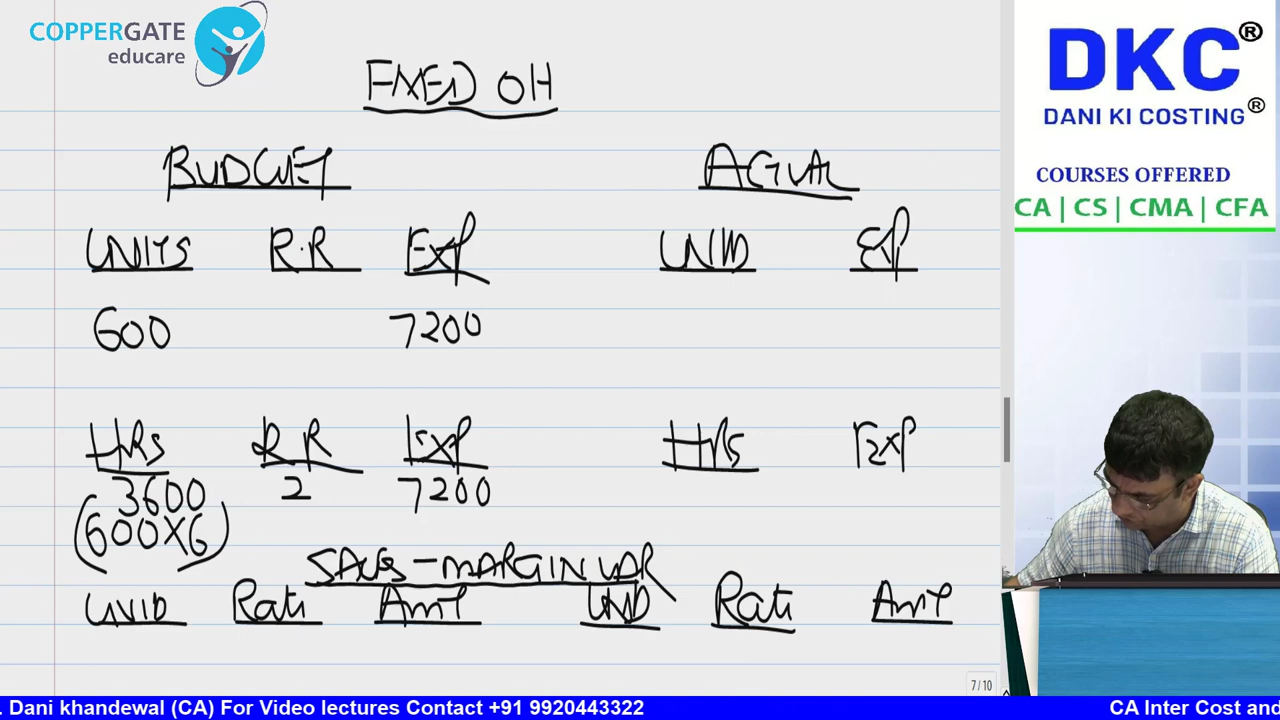 COPPERGATE
educare
FIXED OH
BUDGET ACTUAL
UNITS R.R Exp UNITS Exp
600 7200
HRs RR Exp HRs Exp
3600 2 7200
(600X6)
SALES-MARGIN VAR
UNITS Rate AMT UNITS Rate AMT
7/10
DKC®
DANI KI COSTING®
COURSES OFFERED
CA | CS | CMA | CFA
. Dani khandewal (CA) For Video lectures Contact +91 9920443322 CA Inter Cost and